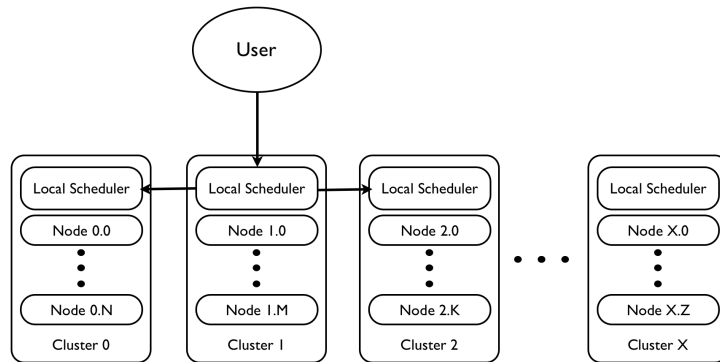 User
Local Scheduler
Local Scheduler
Local Scheduler
Local Scheduler
Node 0.0
Node 1.0
Node 2.0
Node X.0
Node 0.N
Node 1.M
Node 2.K
Node X.Z
Cluster 0
Cluster 1
Cluster 2
Cluster X